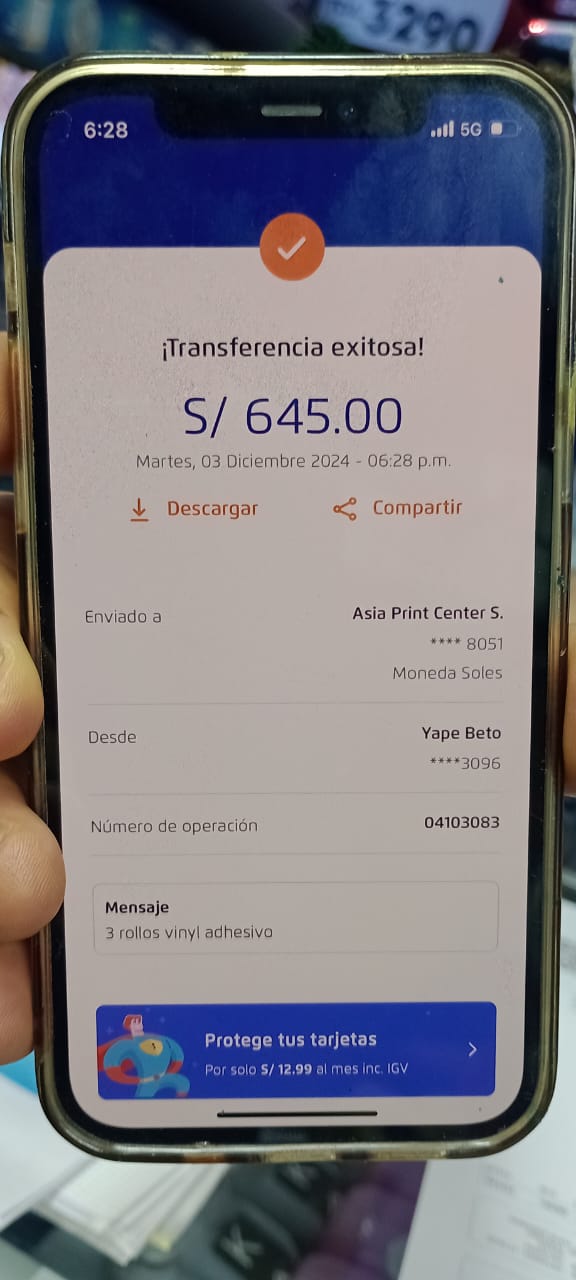 3290
6:28
5G
¡Transferencia exitosa!
S/ 645.00
Martes, 03 Diciembre 2024 - 06:28 p.m.
Descargar
Compartir
Enviado a
Asia Print Center S.
**** 8051
Moneda Soles
Desde
Yape Beto
****3096
Número de operación
04103083
Mensaje
3 rollos vinyl adhesivo
Protege tus tarjetas
Por solo S/ 12.99 al mes inc. IGV
K